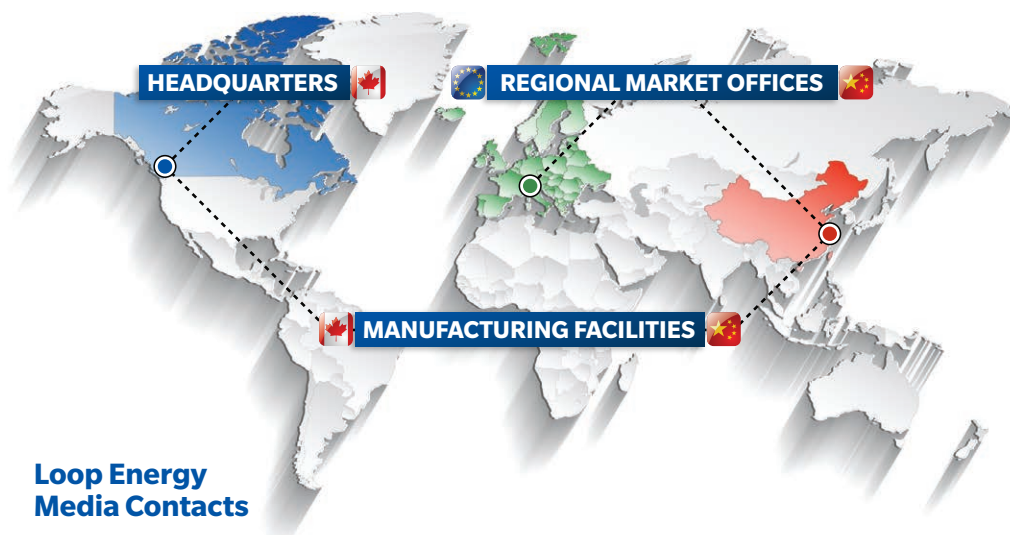 HEADQUARTERS
REGIONAL MARKET OFFICES
MANUFACTURING FACILITIES
Loop Energy
Media Contacts